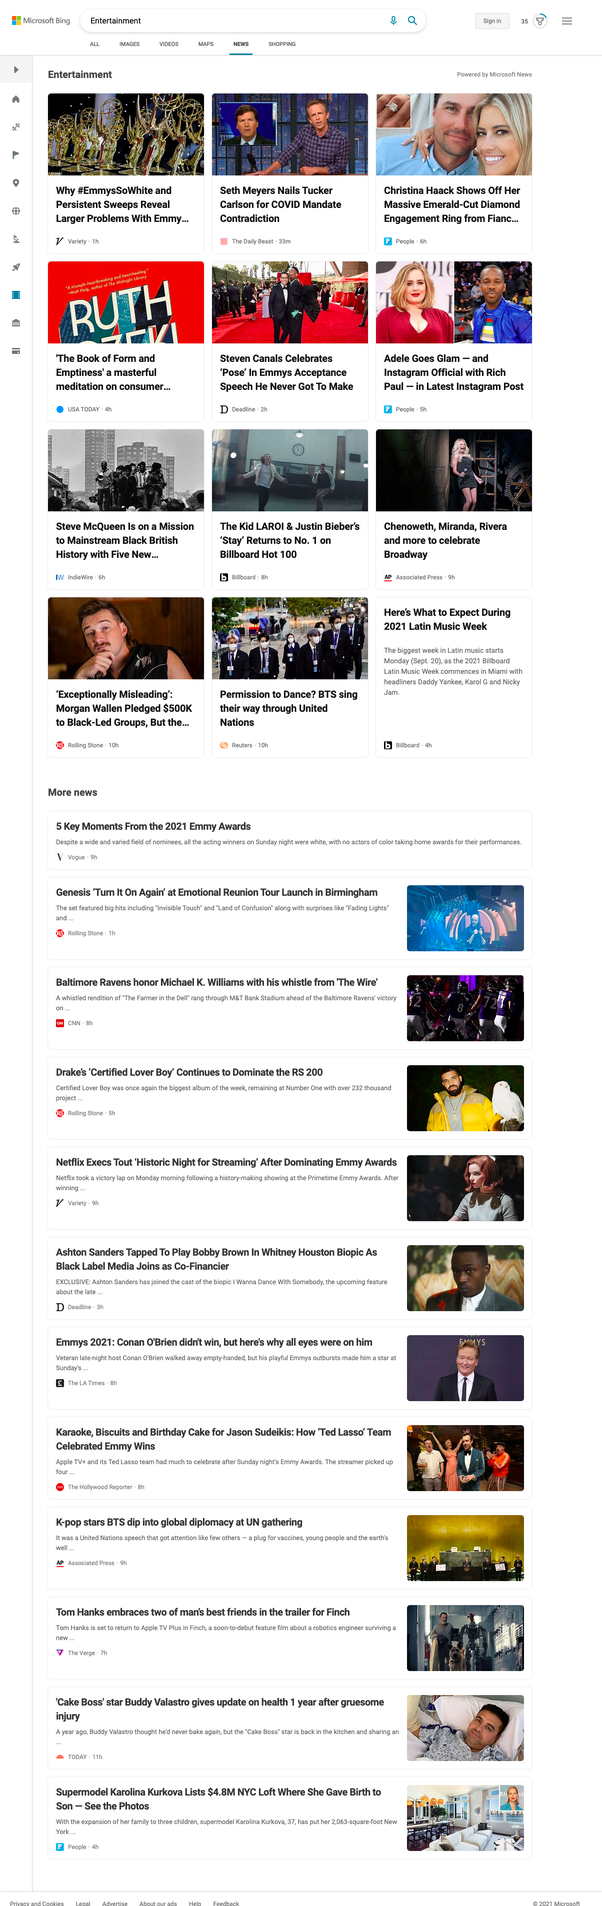 Microsoft Bing
Entertainment
Sign in
35
ALL
IMAGES
VIDEOS
MAPS
NEWS
SHOPPING
Entertainment
Powered by Microsoft News
Why #EmmysSoWhite and
Persistent Sweeps Reveal
Larger Problems With Emmy...
Variety · 1h
Seth Meyers Nails Tucker
Carlson for COVID Mandate
Contradiction
The Daily Beast · 33m
Christina Haack Shows Off Her
Massive Emerald-Cut Diamond
Engagement Ring from Fianc...
People · 6h
RUTH
'The Book of Form and
Emptiness' a masterful
meditation on consumer...
USA TODAY · 4h
Steven Canals Celebrates
'Pose' In Emmys Acceptance
Speech He Never Got To Make
Deadline · 2h
Adele Goes Glam — and
Instagram Official with Rich
Paul — in Latest Instagram Post
People · 5h
Steve McQueen Is on a Mission
to Mainstream Black British
History with Five New...
IndieWire · 6h
The Kid LAROI & Justin Bieber's
'Stay' Returns to No. 1 on
Billboard Hot 100
Billboard · 8h
Chenoweth, Miranda, Rivera
and more to celebrate
Broadway
AP
Associated Press · 9h
'Exceptionally Misleading':
Morgan Wallen Pledged $500K
to Black-Led Groups, But the...
Rolling Stone · 10h
Permission to Dance? BTS sing
their way through United
Nations
Reuters · 10h
Here's What to Expect During
2021 Latin Music Week
The biggest week in Latin music starts
Monday (Sept. 20), as the 2021 Billboard
Latin Music Week commences in Miami with
headliners Daddy Yankee, Karol G and Nicky
Jam.
Billboard · 4h
More news
5 Key Moments From the 2021 Emmy Awards
Despite a wide and varied field of nominees, all the acting winners on Sunday night were white, with no actors of color taking home awards for their performances.
Vogue · 9h
Genesis 'Turn It On Again' at Emotional Reunion Tour Launch in Birmingham
The set featured big hits including "Invisible Touch" and "Land of Confusion" along with surprises like "Fading Lights"
and ...
Rolling Stone · 1h
Baltimore Ravens honor Michael K. Williams with his whistle from 'The Wire'
A whistled rendition of "The Farmer in the Dell" rang through M&T Bank Stadium ahead of the Baltimore Ravens' victory
on ...
CNN · 8h
Drake's 'Certified Lover Boy' Continues to Dominate the RS 200
Certified Lover Boy was once again the biggest album of the week, remaining at Number One with over 232 thousand
project ...
Rolling Stone · 5h
Netflix Execs Tout 'Historic Night for Streaming' After Dominating Emmy Awards
Netflix took a victory lap on Monday morning following a history-making showing at the Primetime Emmy Awards. After
winning ...
Variety · 9h
Ashton Sanders Tapped To Play Bobby Brown In Whitney Houston Biopic As
Black Label Media Joins as Co-Financier
EXCLUSIVE: Ashton Sanders has joined the cast of the biopic I Wanna Dance With Somebody, the upcoming feature
about the late ...
Deadline · 3h
Emmys 2021: Conan O'Brien didn't win, but here's why all eyes were on him
Veteran late-night host Conan O'Brien walked away empty-handed, but his playful Emmys outbursts made him a star at
Sunday's ...
The LA Times · 8h
EMMYS
Karaoke, Biscuits and Birthday Cake for Jason Sudeikis: How 'Ted Lasso' Team
Celebrated Emmy Wins
Apple TV+ and its Ted Lasso team had much to celebrate after Sunday night's Emmy Awards. The streamer picked up
four ...
The Hollywood Reporter · 8h
K-pop stars BTS dip into global diplomacy at UN gathering
It was a United Nations speech that got attention like few others — a plug for vaccines, young people and the earth's
well ...
AP
Associated Press · 9h
Tom Hanks embraces two of man's best friends in the trailer for Finch
Tom Hanks is set to return to Apple TV Plus in Finch, a soon-to-debut feature film about a robotics engineer surviving a
new ...
The Verge · 7h
'Cake Boss' star Buddy Valastro gives update on health 1 year after gruesome
injury
A year ago, Buddy Valastro thought he'd never bake again, but the "Cake Boss" star is back in the kitchen and sharing an
...
TODAY · 11h
Supermodel Karolina Kurkova Lists $4.8M NYC Loft Where She Gave Birth to
Son — See the Photos
With the expansion of her family to three children, supermodel Karolina Kurkova, 37, has put her 2,063-square-foot New
York ...
People · 4h
Privacy and Cookies
Legal
Advertise
About our ads
Help
Feedback
© 2021 Microsoft